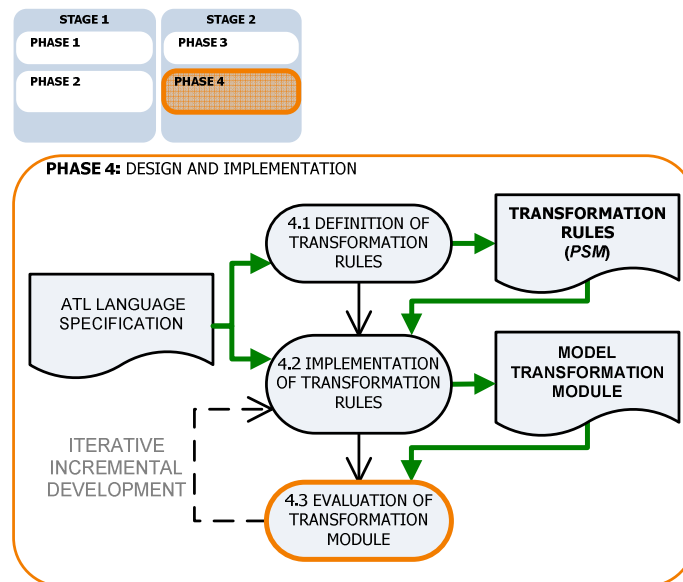 STAGE 1
STAGE 2
PHASE 1
PHASE 3
PHASE 2
PHASE 4
PHASE 4: DESIGN AND IMPLEMENTATION
4.1 DEFINITION OF
TRANSFORMATION
RULES
TRANSFORMATION
RULES
(PSM)
ATL LANGUAGE
SPECIFICATION
4.2 IMPLEMENTATION
OF TRANSFORMATION
RULES
MODEL
TRANSFORMATION
MODULE
ITERATIVE
INCREMENTAL
DEVELOPMENT
4.3 EVALUATION OF
TRANSFORMATION
MODULE